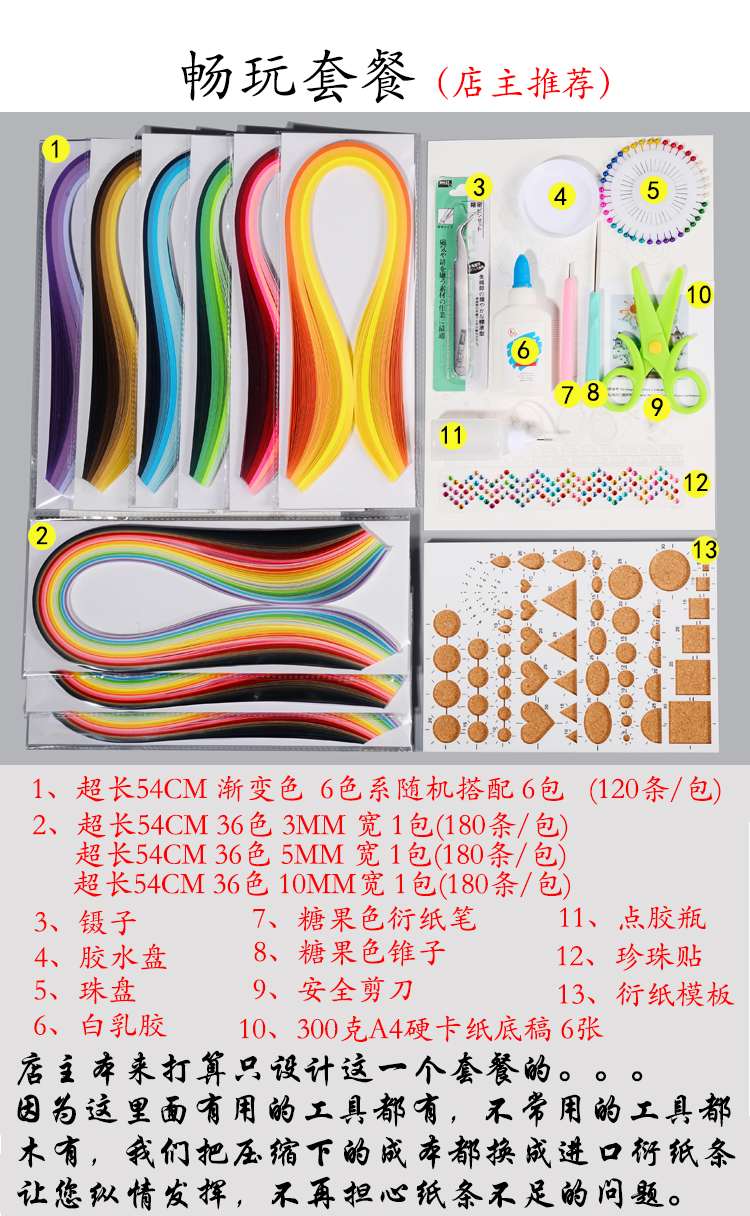 畅玩套餐（店主推荐）
1
2
3
4
5
6
7
8
9
10
11
12
13
1、超长54CM 渐变色 6色系随机搭配 6包 (120条/包)
2、超长54CM 36色 3MM 宽 1包(180条/包)
超长54CM 36色 5MM 宽 1包(180条/包)
超长54CM 36色 10MM宽 1包(180条/包)
3、镊子
4、胶水盘
5、珠盘
6、白乳胶
7、糖果色衍纸笔
8、糖果色锥子
9、安全剪刀
10、300克A4硬卡纸底稿 6张
11、点胶瓶
12、珍珠贴
13、衍纸模板
店主本来打算只设计这一个套餐的。。。
因为这里面有用的工具都有，不常用的工具都
木有，我们把压缩下的成本都换成进口衍纸条
让您纵情发挥，不再担心纸条不足的问题。